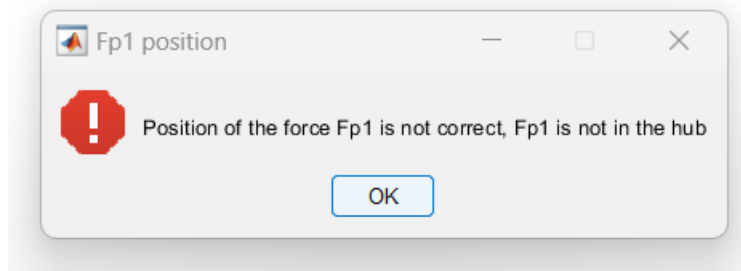 Fp1 position
Position of the force Fp1 is not correct, Fp1 is not in the hub
OK